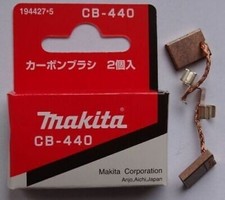 194427-5
CB-440
カーボンブラシ 2個入
makita
CB-440
Makita Corporation
Anjo, Aichi, Japan